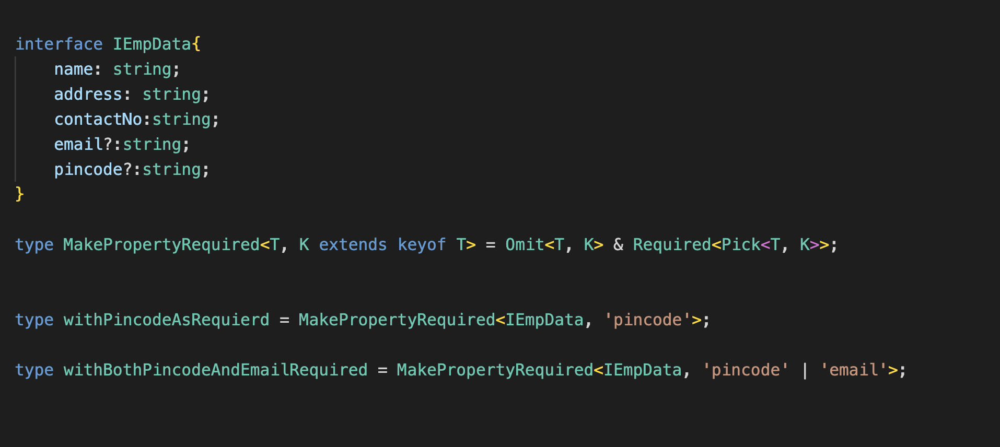 interface IEmpData{
    name: string;
    address: string;
    contactNo:string;
    email?:string;
    pincode?:string;
}
type MakePropertyRequired<T, K extends keyof T> = Omit<T, K> & Required<Pick<T, K>>;
type withPincodeAsRequierd = MakePropertyRequired<IEmpData, 'pincode'>;
type withBothPincodeAndEmailRequired = MakePropertyRequired<IEmpData, 'pincode' | 'email'>;